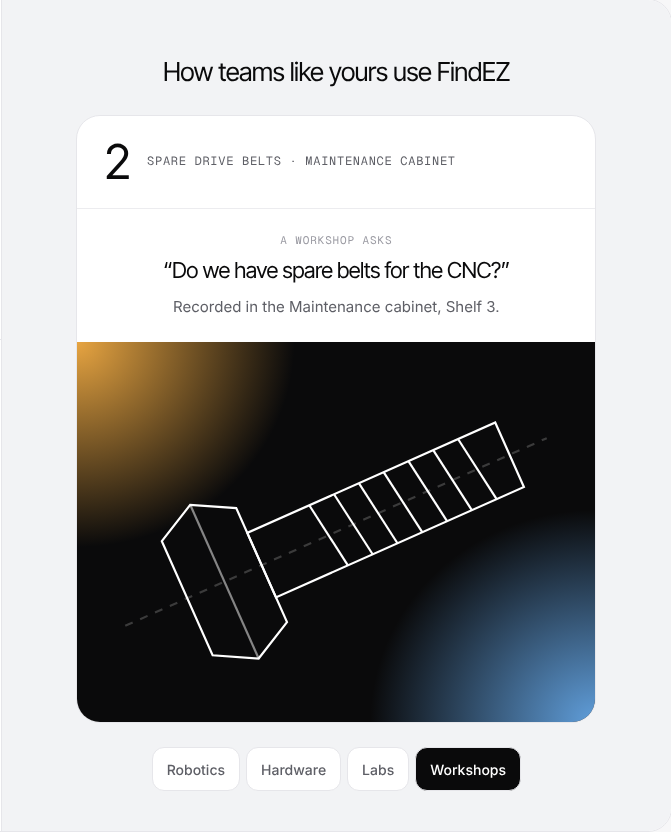 How teams like yours use FindEZ
2 SPARE DRIVE BELTS · MAINTENANCE CABINET
A WORKSHOP ASKS
“Do we have spare belts for the CNC?”
Recorded in the Maintenance cabinet, Shelf 3.
Robotics Hardware Labs Workshops